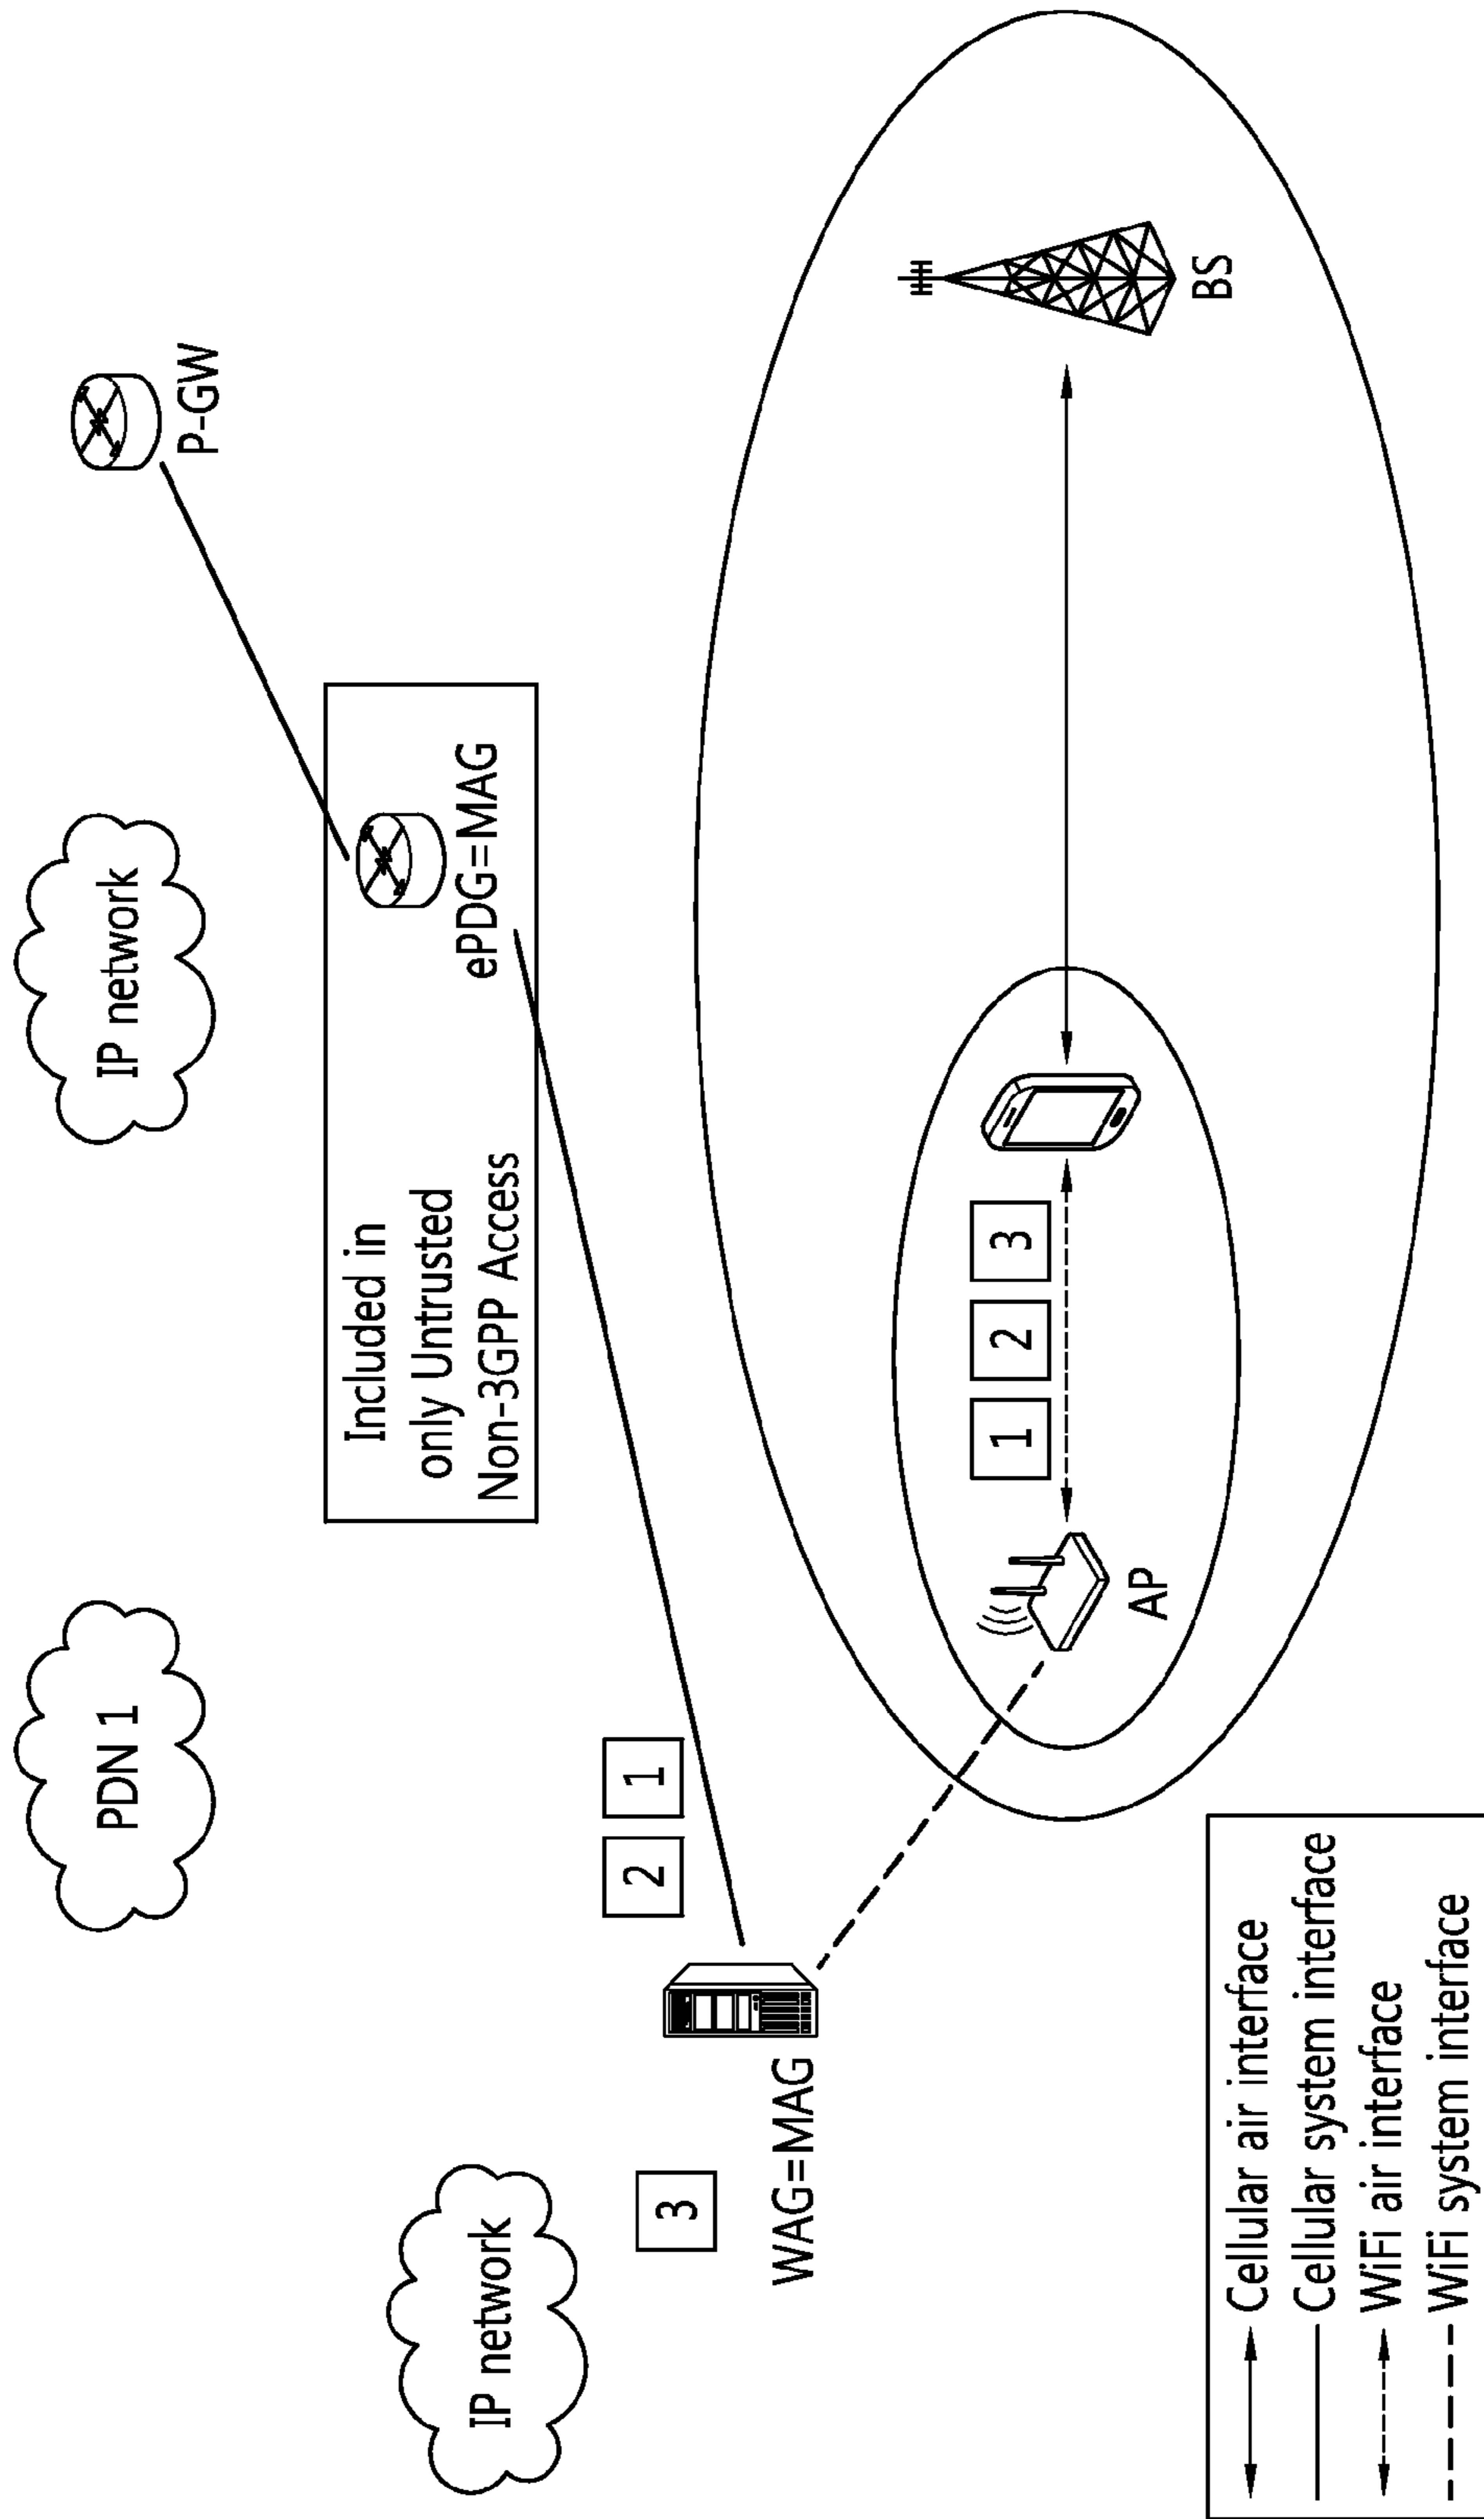 PDN 1
IP network
P-GW
IP network
Included in
only Untrusted
Non-3GPP Access
ePDG=MAG
3
2
1
WAG=MAG
1
2
3
AP
BS
Cellular air interface
Cellular system interface
WiFi air interface
WiFi system interface